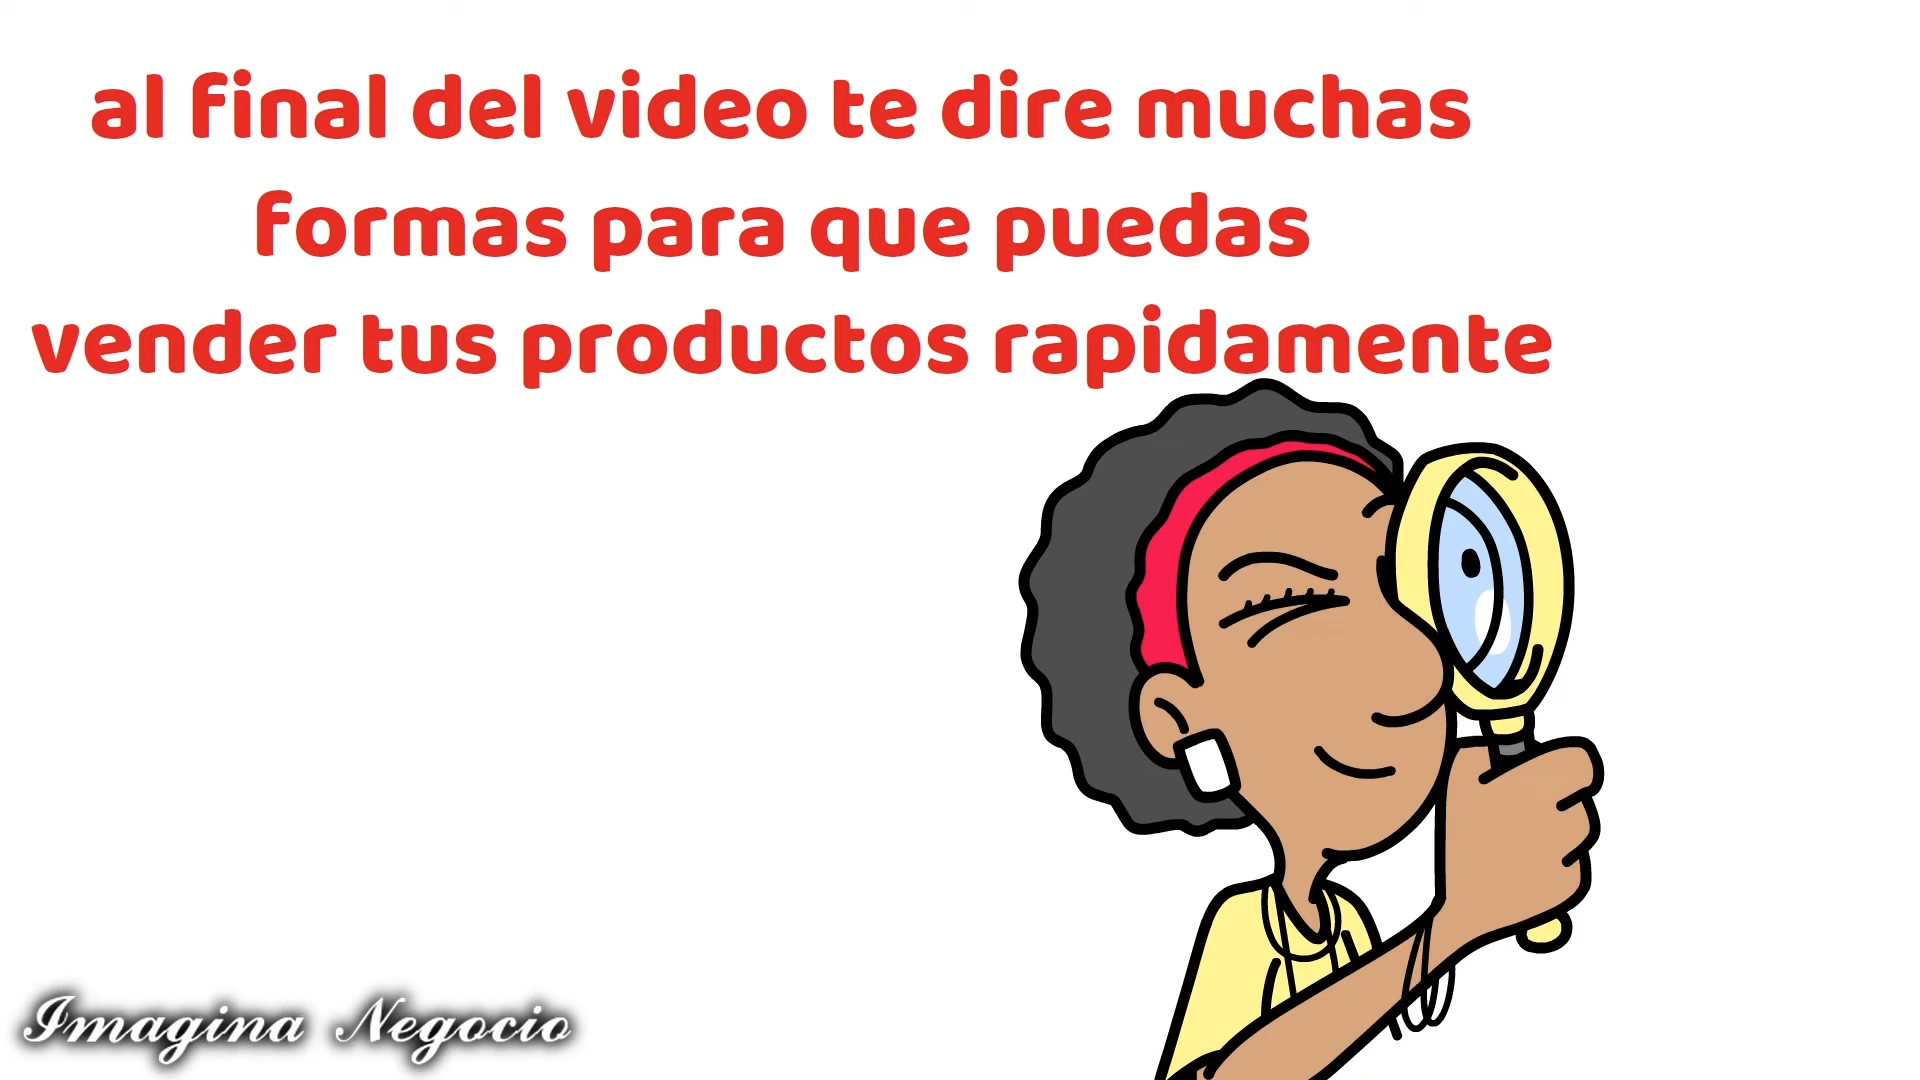 al final del video te dire muchas
formas para que puedas
vender tus productos rapidamente
Imagina Negocio